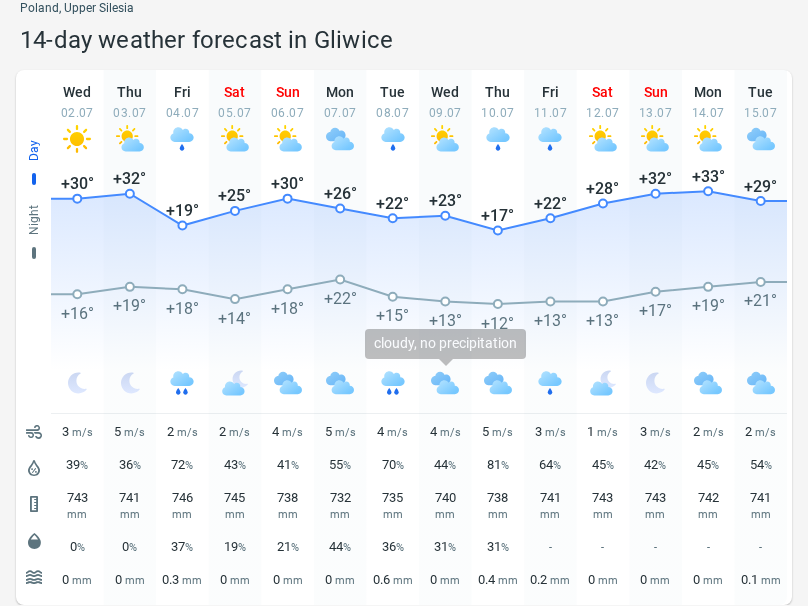 Poland, Upper Silesia
14-day weather forecast in Gliwice
Wed Thu Fri Sat Sun Mon Tue Wed Thu Fri Sat Sun Mon Tue
02.07 03.07 04.07 05.07 06.07 07.07 08.07 09.07 10.07 11.07 12.07 13.07 14.07 15.07
Day
+30° +32° +19° +25° +30° +26° +22° +23° +17° +22° +28° +32° +33° +29°
Night
+16° +19° +18° +14° +18° +22° +15° +13° +12° +13° +13° +17° +19° +21°
cloudy, no precipitation
3 m/s 5 m/s 2 m/s 2 m/s 4 m/s 5 m/s 4 m/s 4 m/s 5 m/s 3 m/s 1 m/s 3 m/s 2 m/s 2 m/s
39% 36% 72% 43% 41% 55% 70% 44% 81% 64% 45% 42% 45% 54%
743 741 746 745 738 732 735 740 738 741 743 743 742 741
mm mm mm mm mm mm mm mm mm mm mm mm mm mm
0% 0% 37% 19% 21% 44% 36% 31% 31% - - - - -
0 mm 0 mm 0.3 mm 0 mm 0 mm 0 mm 0.6 mm 0 mm 0.4 mm 0.2 mm 0 mm 0 mm 0 mm 0.1 mm